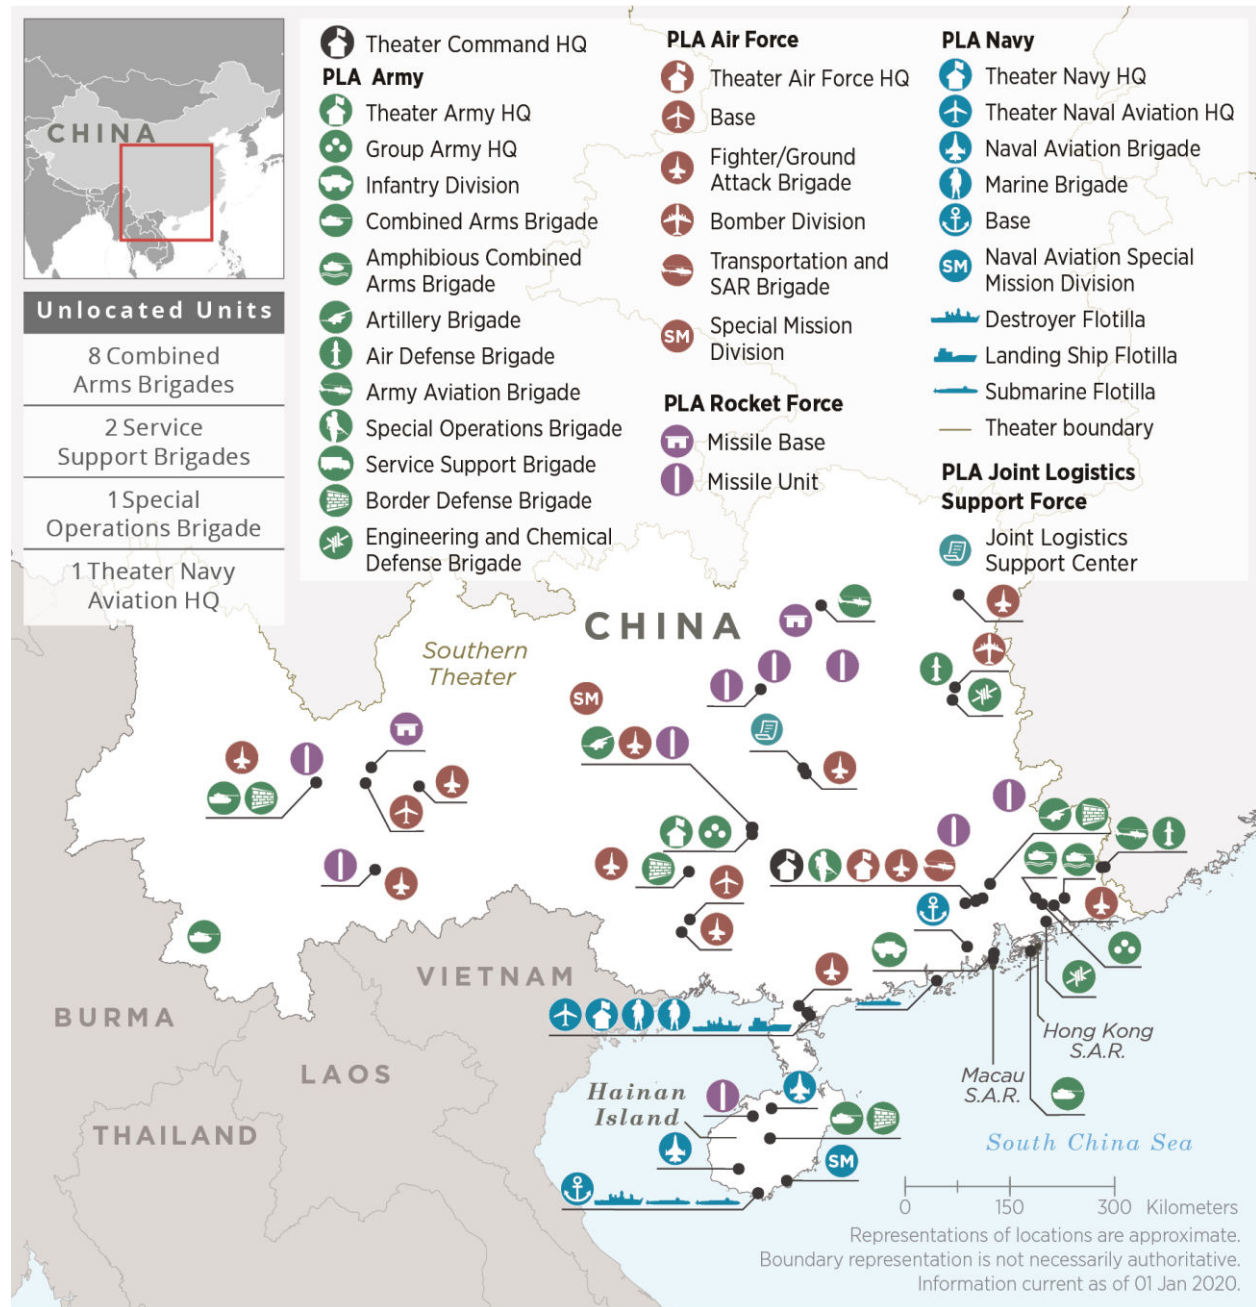 CHINA
Unlocated Units
8 Combined
Arms Brigades
2 Service
Support Brigades
1 Special
Operations Brigade
1 Theater Navy
Aviation HQ
Theater Command HQ
PLA Army
Theater Army HQ
Group Army HQ
Infantry Division
Combined Arms Brigade
Amphibious Combined
Arms Brigade
Artillery Brigade
Air Defense Brigade
Army Aviation Brigade
Special Operations Brigade
Service Support Brigade
Border Defense Brigade
Engineering and Chemical
Defense Brigade
PLA Air Force
Theater Air Force HQ
Base
Fighter/Ground
Attack Brigade
Bomber Division
Transportation and
SAR Brigade
SM
Special Mission
Division
PLA Rocket Force
Missile Base
Missile Unit
PLA Navy
Theater Navy HQ
Theater Naval Aviation HQ
Naval Aviation Brigade
Marine Brigade
Base
SM
Naval Aviation Special
Mission Division
Destroyer Flotilla
Landing Ship Flotilla
Submarine Flotilla
Theater boundary
PLA Joint Logistics
Support Force
Joint Logistics
Support Center
CHINA
Southern
Theater
SM
VIETNAM
BURMA
LAOS
THAILAND
Hong Kong
S.A.R.
Macau
S.A.R.
Hainan
Island
SM
South China Sea
0 150 300 Kilometers
Representations of locations are approximate.
Boundary representation is not necessarily authoritative.
Information current as of 01 Jan 2020.